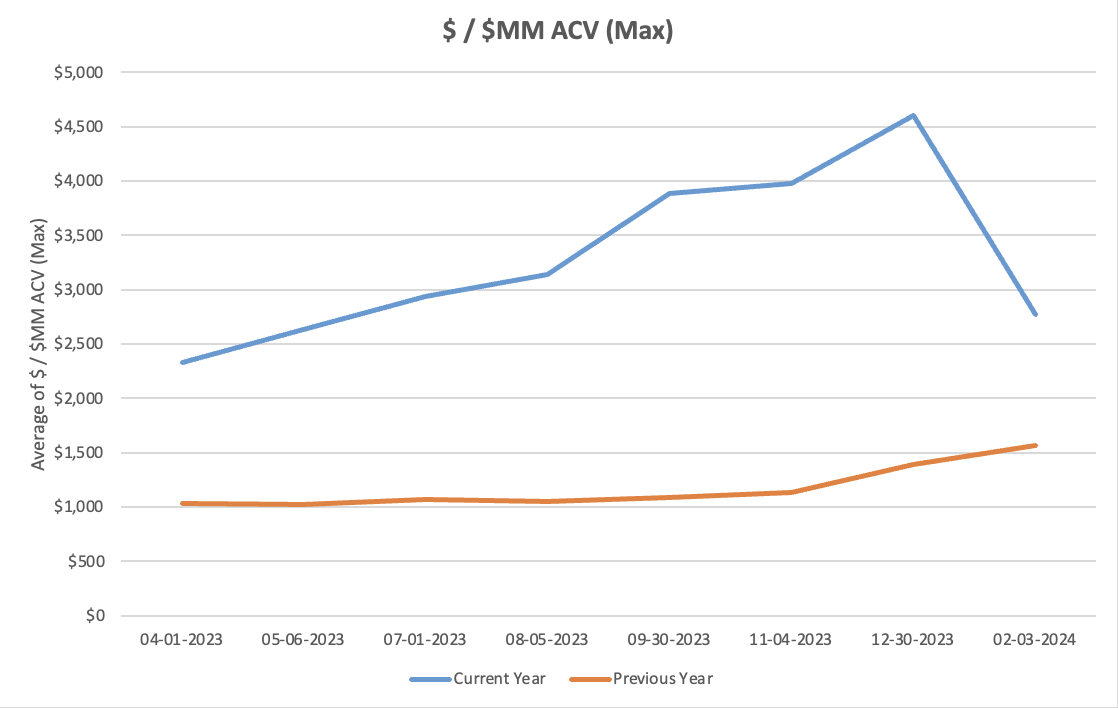 $ / $MM ACV (Max)
Average of $ / $MM ACV (Max)
$5,000
$4,500
$4,000
$3,500
$3,000
$2,500
$2,000
$1,500
$1,000
$500
$0
04-01-2023 05-06-2023 07-01-2023 08-05-2023 09-30-2023 11-04-2023 12-30-2023 02-03-2024
Current Year Previous Year